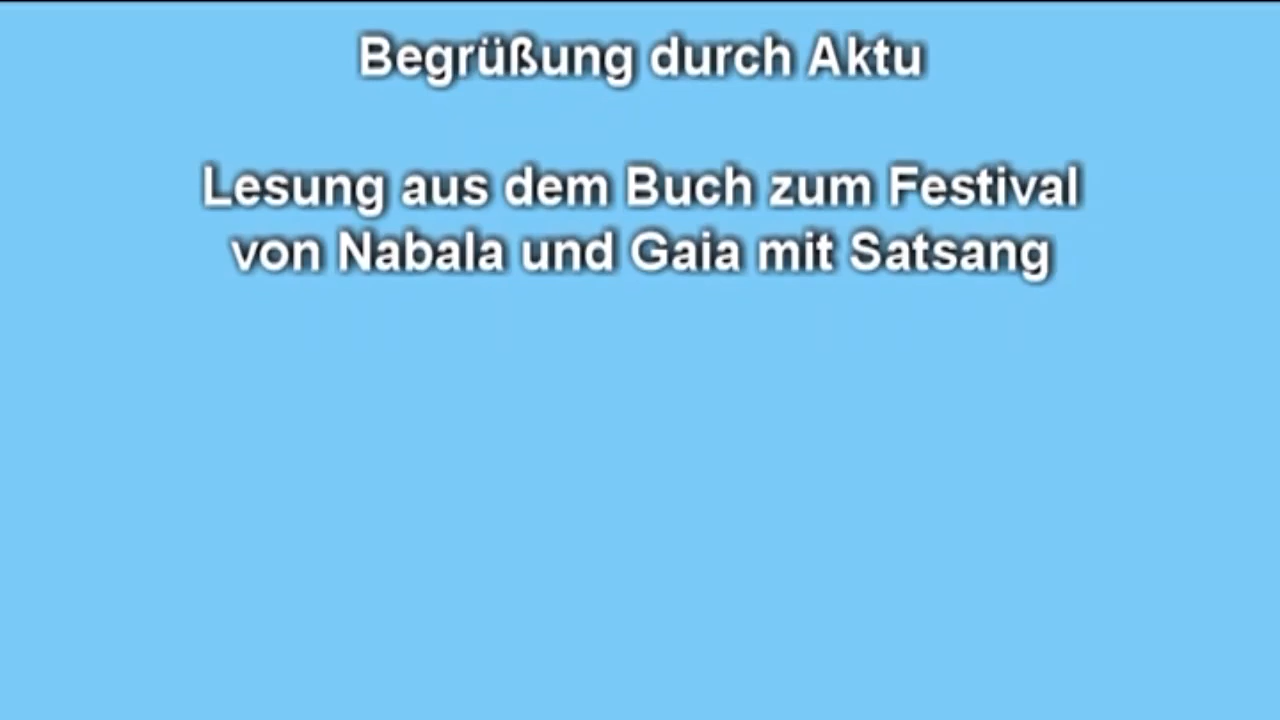 Begrüßung durch Aktu
Lesung aus dem Buch zum Festival
von Nabala und Gaia mit Satsang